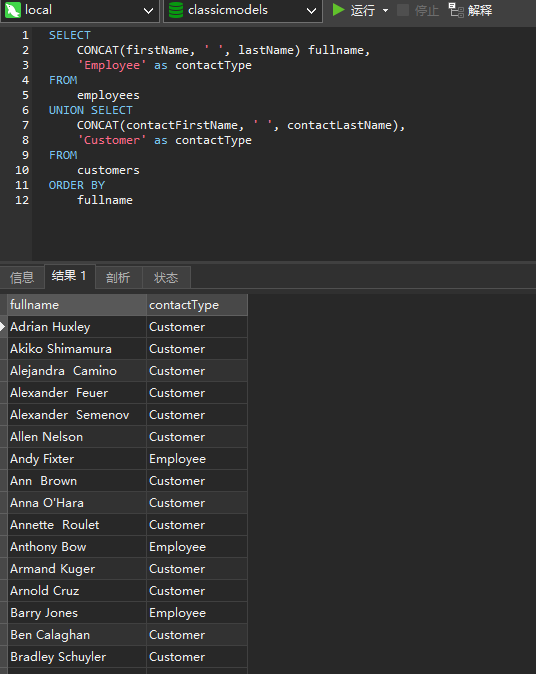 local classicmodels 运行 停止 解释
1 SELECT
2 CONCAT(firstName, ' ', lastName) fullname,
3 'Employee' as contactType
4 FROM
5 employees
6 UNION SELECT
7 CONCAT(contactFirstName, ' ', contactLastName),
8 'Customer' as contactType
9 FROM
10 customers
11 ORDER BY
12 fullname
信息 结果 1 剖析 状态
fullname contactType
Adrian Huxley Customer
Akiko Shimamura Customer
Alejandra  Camino Customer
Alexander  Feuer Customer
Alexander  Semenov Customer
Allen Nelson Customer
Andy Fixter Employee
Ann  Brown Customer
Anna O'Hara Customer
Annette  Roulet Customer
Anthony Bow Employee
Armand Kuger Customer
Arnold Cruz Customer
Barry Jones Employee
Ben Calaghan Customer
Bradley Schuyler Customer